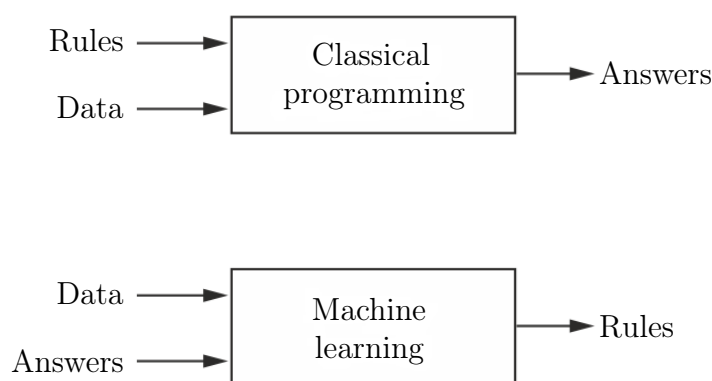 Rules
Data
Classical
programming
Answers
Data
Answers
Machine
learning
Rules